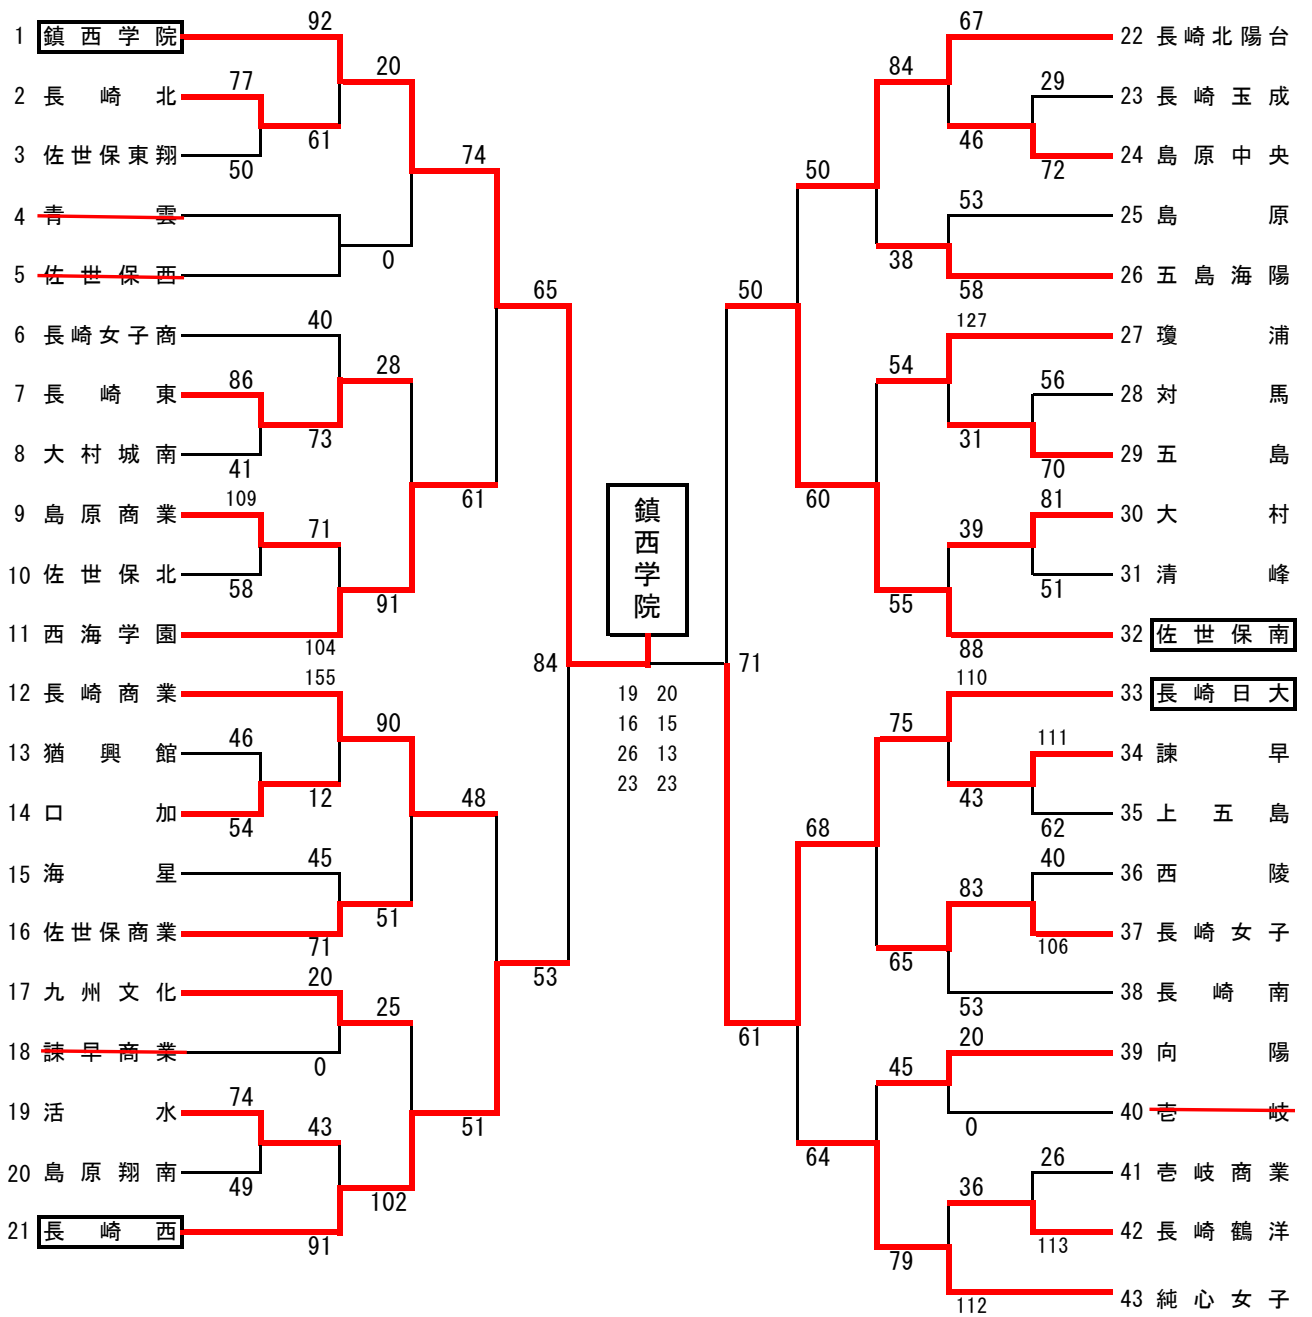 1 鎮西学院
2 長崎北
3 佐世保東翔
4 青雲
5 佐世保西
6 長崎女子商
7 長崎東
8 大村城南
9 島原商業
10 佐世保北
11 西海学園
12 長崎商業
13 猶興館
14 口加
15 海星
16 佐世保商業
17 九州文化
18 諫早商業
19 活水
20 島原翔南
21 長崎西
92
77
50
61
20
0
74
40
86
41
73
28
109
58
71
104
91
61
65
155
46
54
12
90
45
71
51
48
20
0
25
74
49
43
91
102
51
53
84
鎮西学院
71
19 20
16 15
26 13
23 23
67
84
29
72
46
50
53
58
38
50
127
54
56
70
31
60
81
51
39
88
55
110
75
111
62
43
68
40
106
83
53
65
61
20
0
45
64
26
113
36
112
79
22 長崎北陽台
23 長崎玉成
24 島原中央
25 島原
26 五島海陽
27 瓊浦
28 対馬
29 五島
30 大村
31 清峰
32 佐世保南
33 長崎日大
34 諫早
35 上五島
36 西陵
37 長崎女子
38 長崎南
39 向陽
40 壱岐
41 壱岐商業
42 長崎鶴洋
43 純心女子